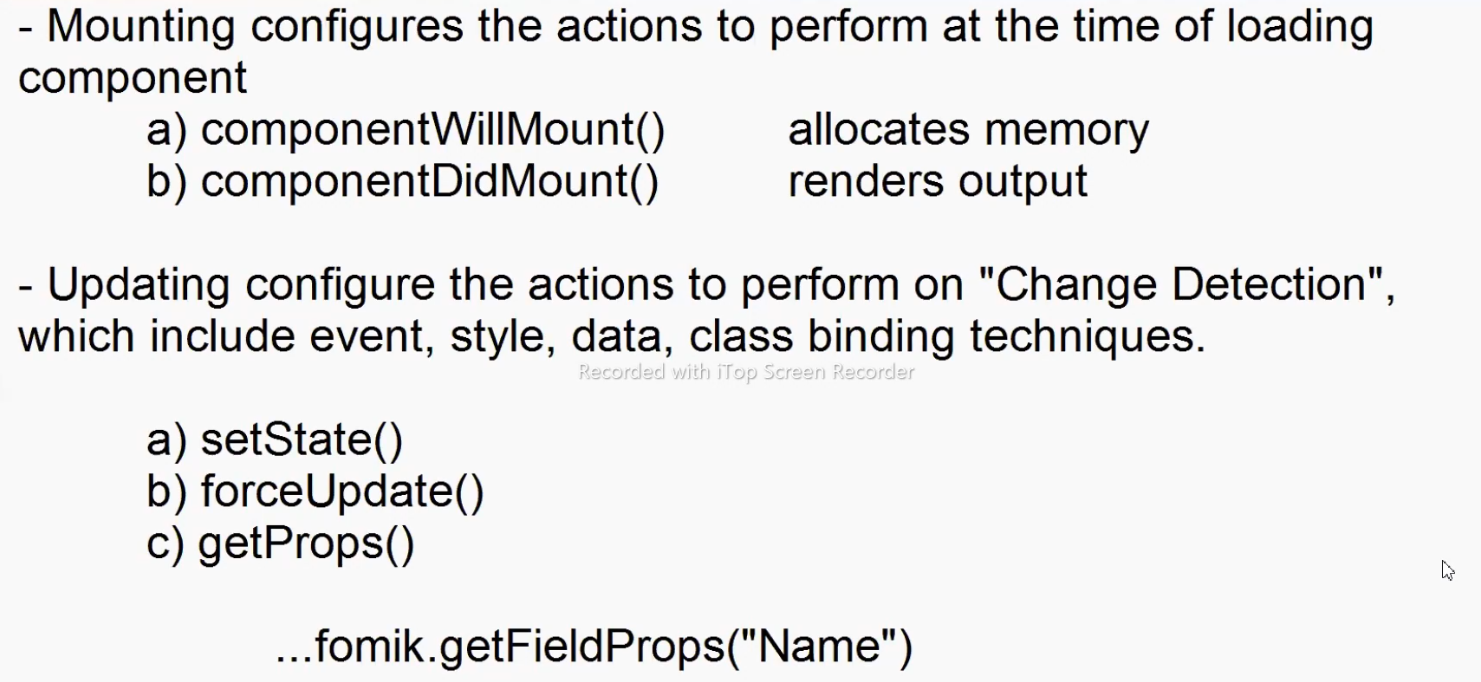 - Mounting configures the actions to perform at the time of loading
component
a) componentWillMount() allocates memory
b) componentDidMount() renders output
- Updating configure the actions to perform on "Change Detection",
which include event, style, data, class binding techniques.
Recorded with iTop Screen Recorder
a) setState()
b) forceUpdate()
c) getProps()
...fomik.getFieldProps("Name")